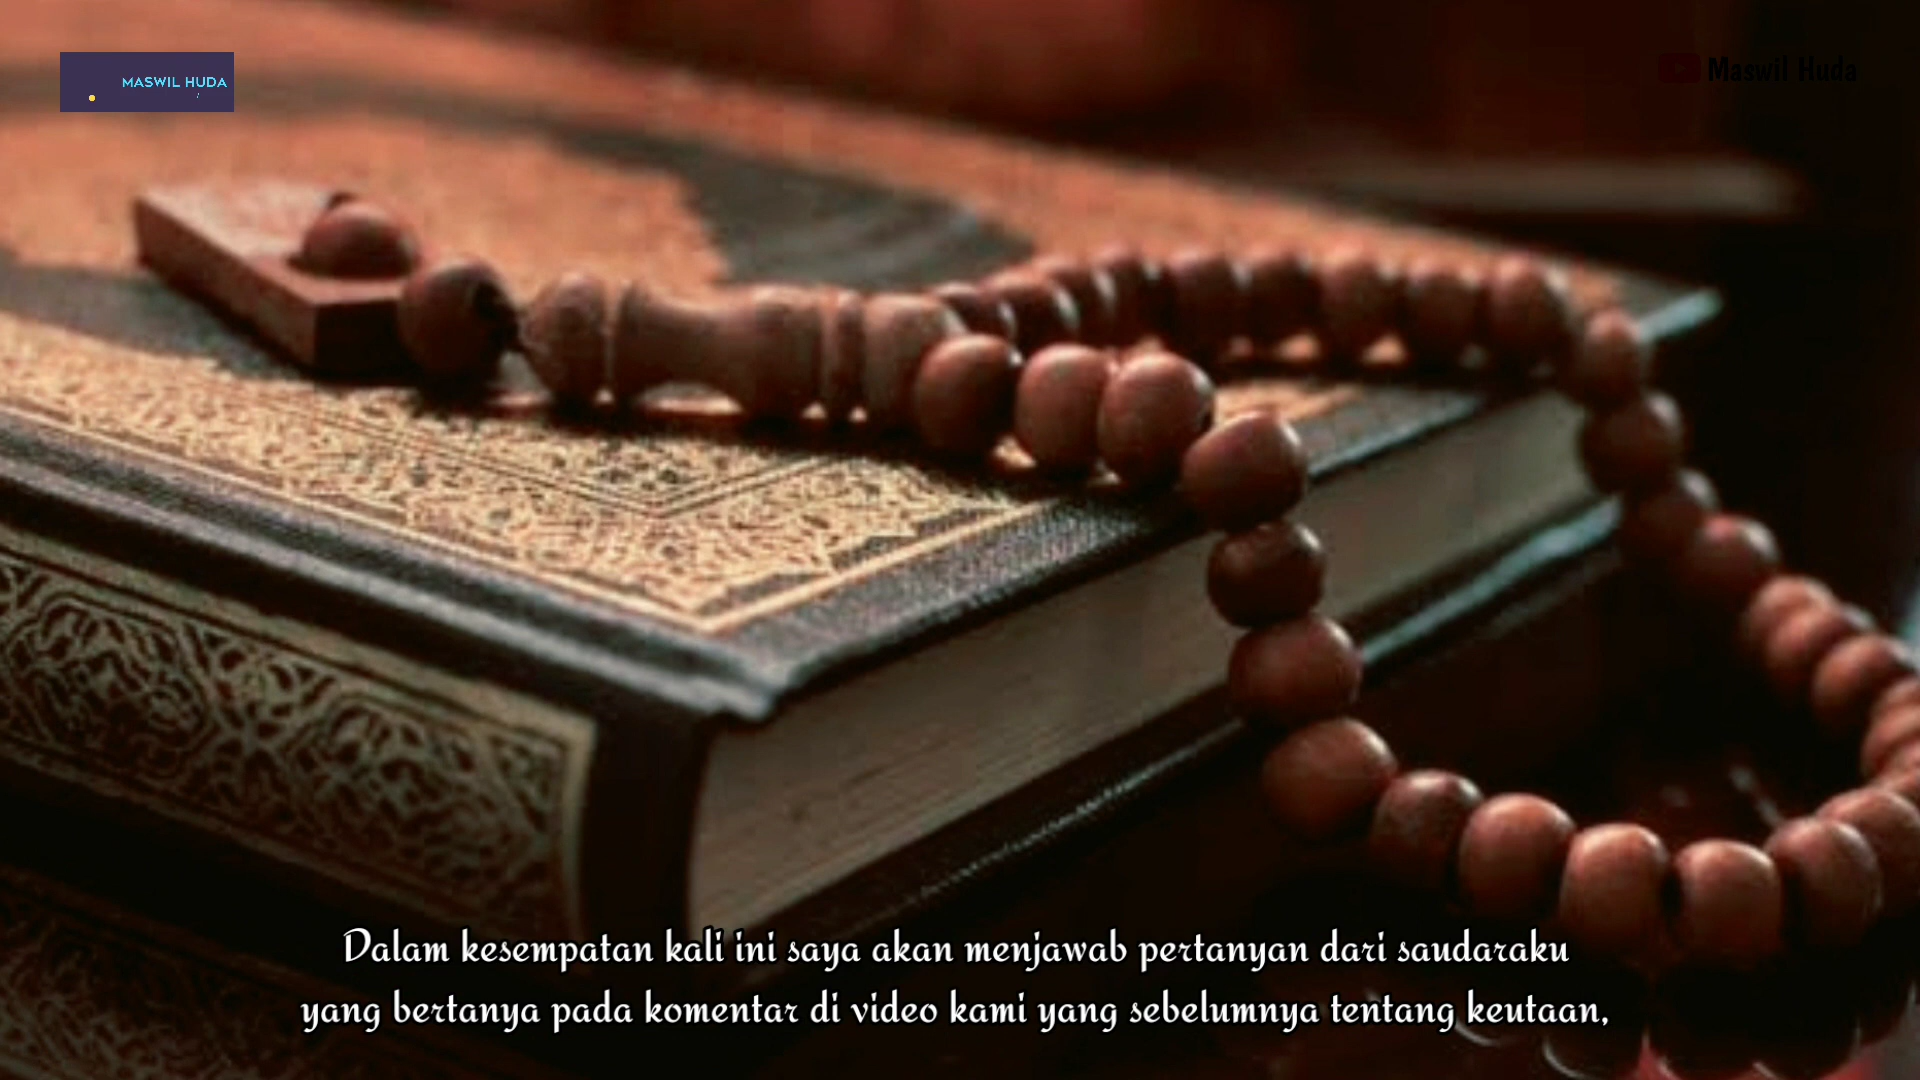 MASWIL HUDA
Maswil Huda
Dalam kesempatan kali ini saya akan menjawab pertanyan dari saudaraku
yang bertanya pada komentar di video kami yang sebelumnya tentang keutaan,